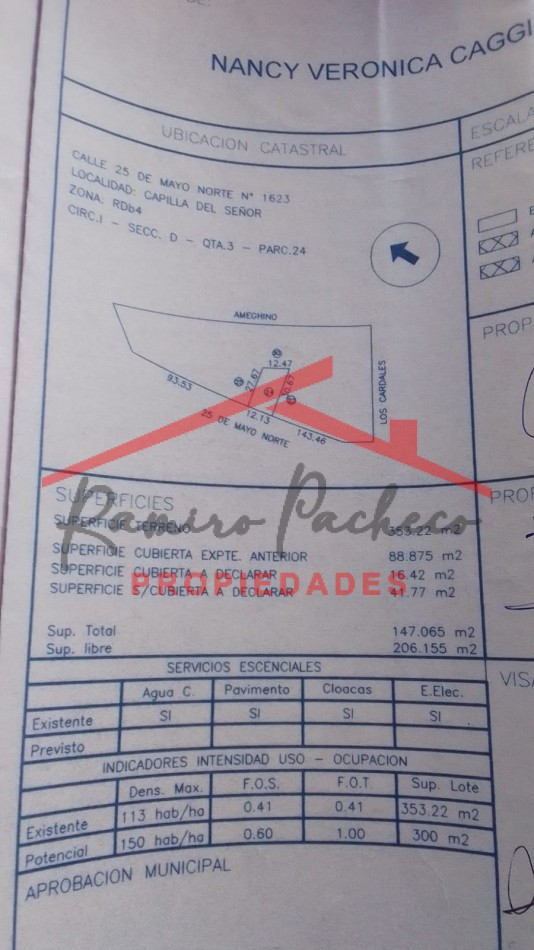 DE:
NANCY VERONICA CAGGI
UBICACION CATASTRAL
ESCALA
CALLE 25 DE MAYO NORTE N° 1623
LOCALIDAD: CAPILLA DEL SEÑOR
ZONA: RDb4
CIRC.I - SECC. D - QTA.3 - PARC.24
REFERE
AMEGHINO
12.47
27.67
93.53
12.13
143.46
25 DE MAYO NORTE
LOS CARDALES
PROP
Ramiro Pacheco
PROPIEDADES
SUPERFICIES
PROF
SUPERFICIE TERRENO 353.22 m2
SUPERFICIE CUBIERTA EXPTE. ANTERIOR 88.875 m2
SUPERFICIE CUBIERTA A DECLARAR 16.42 m2
SUPERFICIE S/CUBIERTA A DECLARAR 41.77 m2
Sup. Total 147.065 m2
Sup. libre 206.155 m2
SERVICIOS ESCENCIALES
VISA
Agua C. Pavimento Cloacas E.Elec.
Existente SI SI SI SI
Previsto
INDICADORES INTENSIDAD USO - OCUPACION
Dens. Max. F.O.S. F.O.T Sup. Lote
Existente 113 hab/ha 0.41 0.41 353.22 m2
Potencial 150 hab/ha 0.60 1.00 300 m2
APROBACION MUNICIPAL